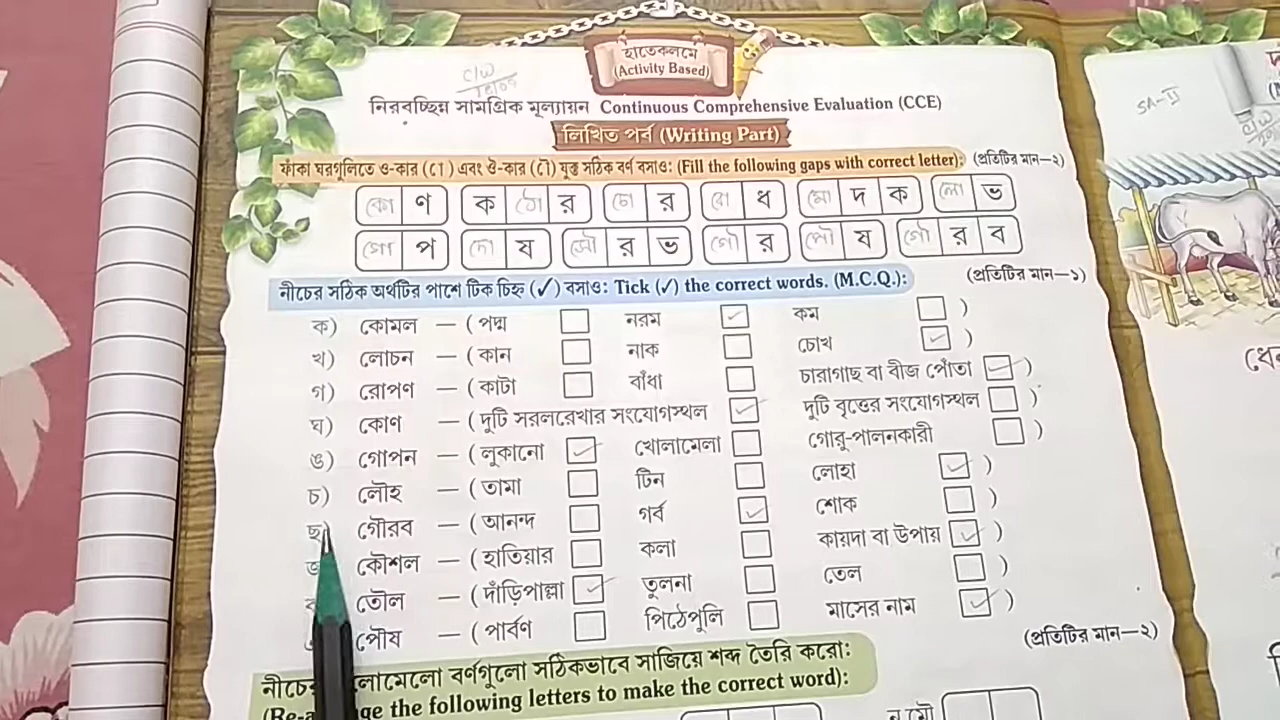 হাতেকলমে
(Activity Based)
C/W
নিরবচ্ছিন্ন সামগ্রিক মূল্যায়ন Continuous Comprehensive Evaluation (CCE)
লিখিত পর্ব (Writing Part)
ফাঁকা ঘরগুলিতে ও-কার (ো) এবং ঔ-কার (ৌ) যুক্ত সঠিক বর্ণ বসাও: (Fill the following gaps with correct letter): (প্রতিটির মান—২)
কো ণ ক ঠো র চো র রো ধ মো দ ক লো ভ
গো প দো ষ সৌ র ভ গৌ র পৌ ষ গৌ র ব
নীচের সঠিক অর্থটির পাশে টিক চিহ্ন (✓) বসাও: Tick (✓) the correct words. (M.C.Q.): (প্রতিটির মান—১)
ক) কোমল — (পদ্ম নরম ✓ কম )
খ) লোচন — (কান নাক চোখ ✓ )
গ) রোপণ — (কাটা বাঁধা চারাগাছ বা বীজ পোঁতা ✓ )
ঘ) কোণ — (দুটি সরলরেখার সংযোগস্থল ✓ দুটি বৃত্তের সংযোগস্থল )
ঙ) গোপন — (লুকানো ✓ খোলামেলা গোরু-পালনকারী )
চ) লৌহ — (তামা টিন লোহা ✓ )
ছ) গৌরব — (আনন্দ গর্ব ✓ শোক )
কৌশল — (হাতিয়ার কলা কায়দা বা উপায় ✓ )
তৌল — (দাঁড়িপাল্লা ✓ তুলনা তেল )
পৌষ — (পার্বণ পিঠেপুলি মাসের নাম ✓ )
নীচের এলোমেলো বর্ণগুলো সঠিকভাবে সাজিয়ে শব্দ তৈরি করো: (প্রতিটির মান—২)
the following letters to make the correct word):
ন মৌ
SA-II
C/W